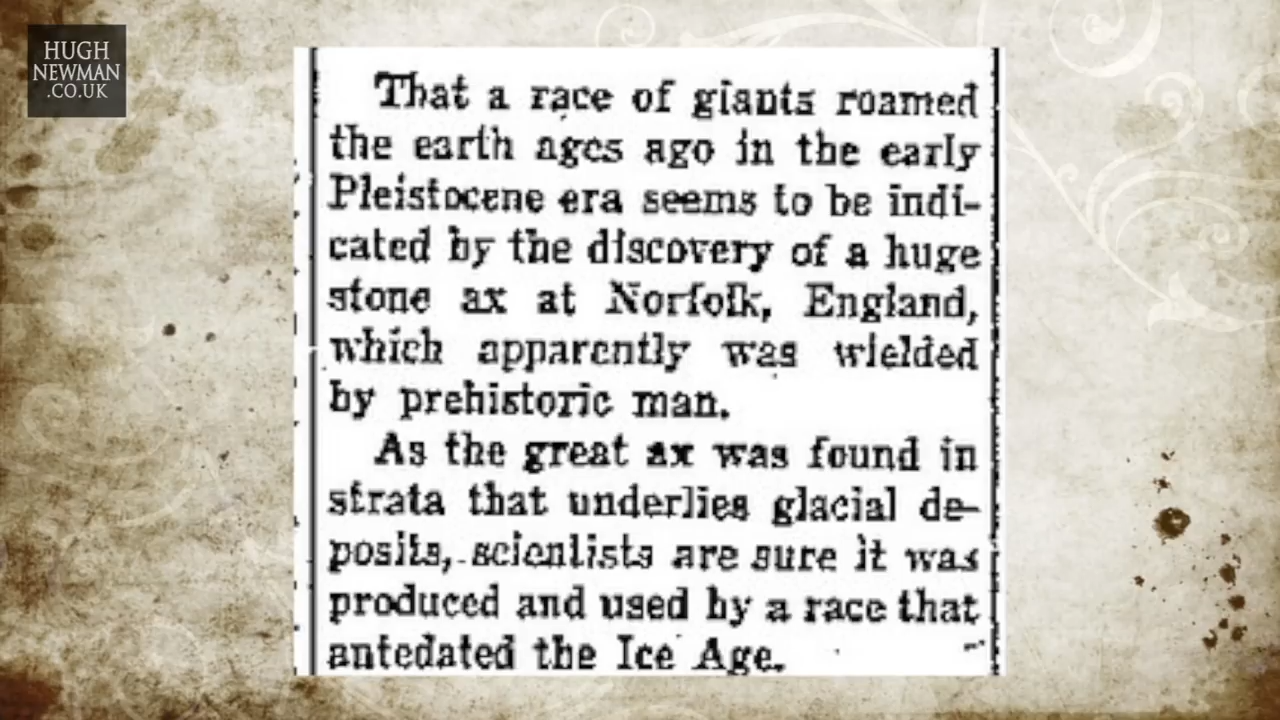 HUGH
NEWMAN
.CO.UK
That a race of giants roamed
the earth ages ago in the early
Pleistocene era seems to be indi-
cated by the discovery of a huge
stone ax at Norfolk, England,
which apparently was wielded
by prehistoric man.
As the great ax was found in
strata that underlies glacial de-
posits, scientists are sure it was
produced and used by a race that
antedated the Ice Age.